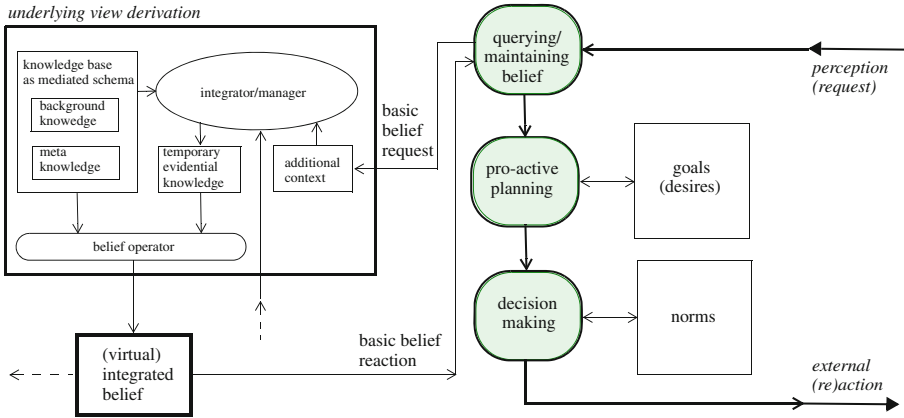 underlying view derivation
knowledge base
as mediated schema
background
knowedge
meta
knowledge
integrator/manager
temporary
evidential
knowledge
additional
context
belief operator
(virtual)
integrated
belief
basic
belief
request
basic belief
reaction
querying/
maintaining
belief
pro-active
planning
decision
making
perception
(request)
goals
(desires)
norms
external
(re)action